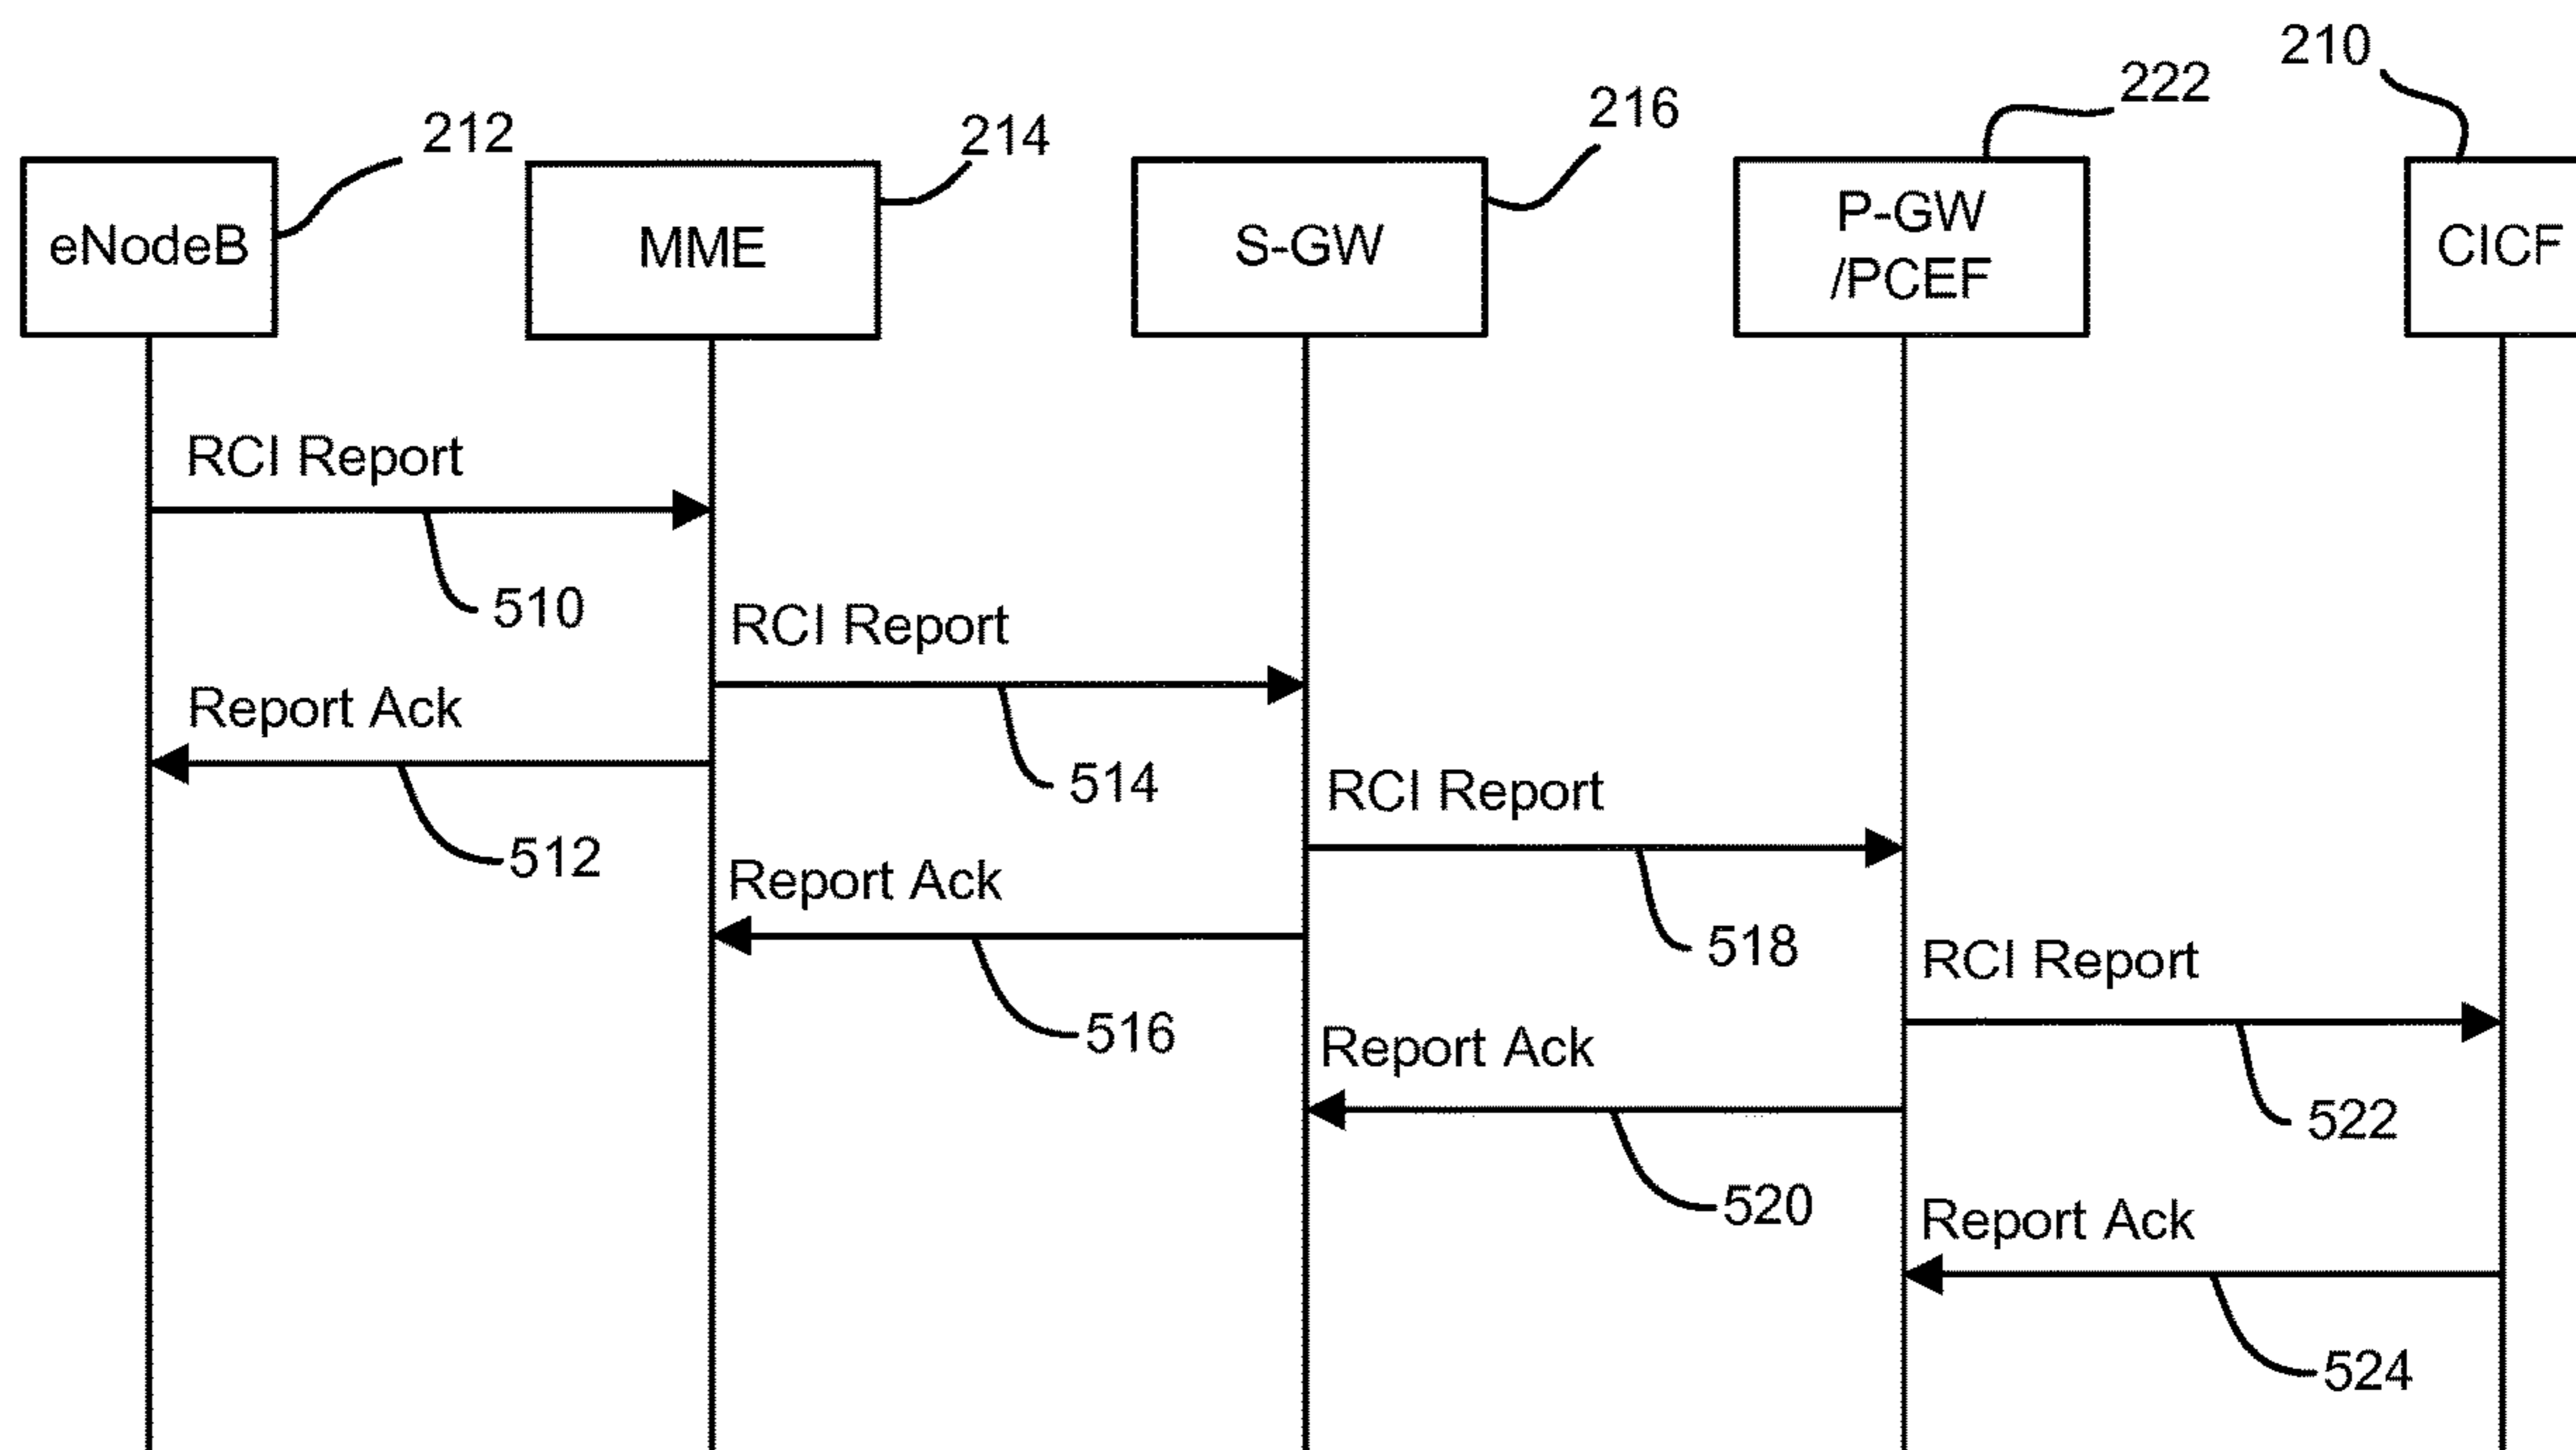 210
222
216
212
214
eNodeB
MME
S-GW
P-GW
/PCEF
CICF
RCI Report
510
RCI Report
Report Ack
514
RCI Report
512
Report Ack
518
RCI Report
516
Report Ack
522
520
Report Ack
524